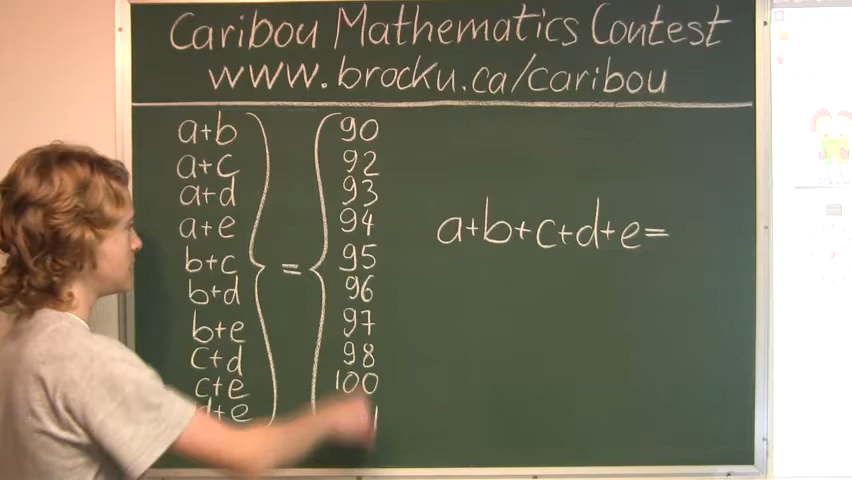 Caribou Mathematics Contest
www.brocku.ca/caribou
a+b
a+c
a+d
a+e
b+c
b+d
b+e
c+d
c+e
d+e
=
90
92
93
94
95
96
97
98
100
a+b+c+d+e=